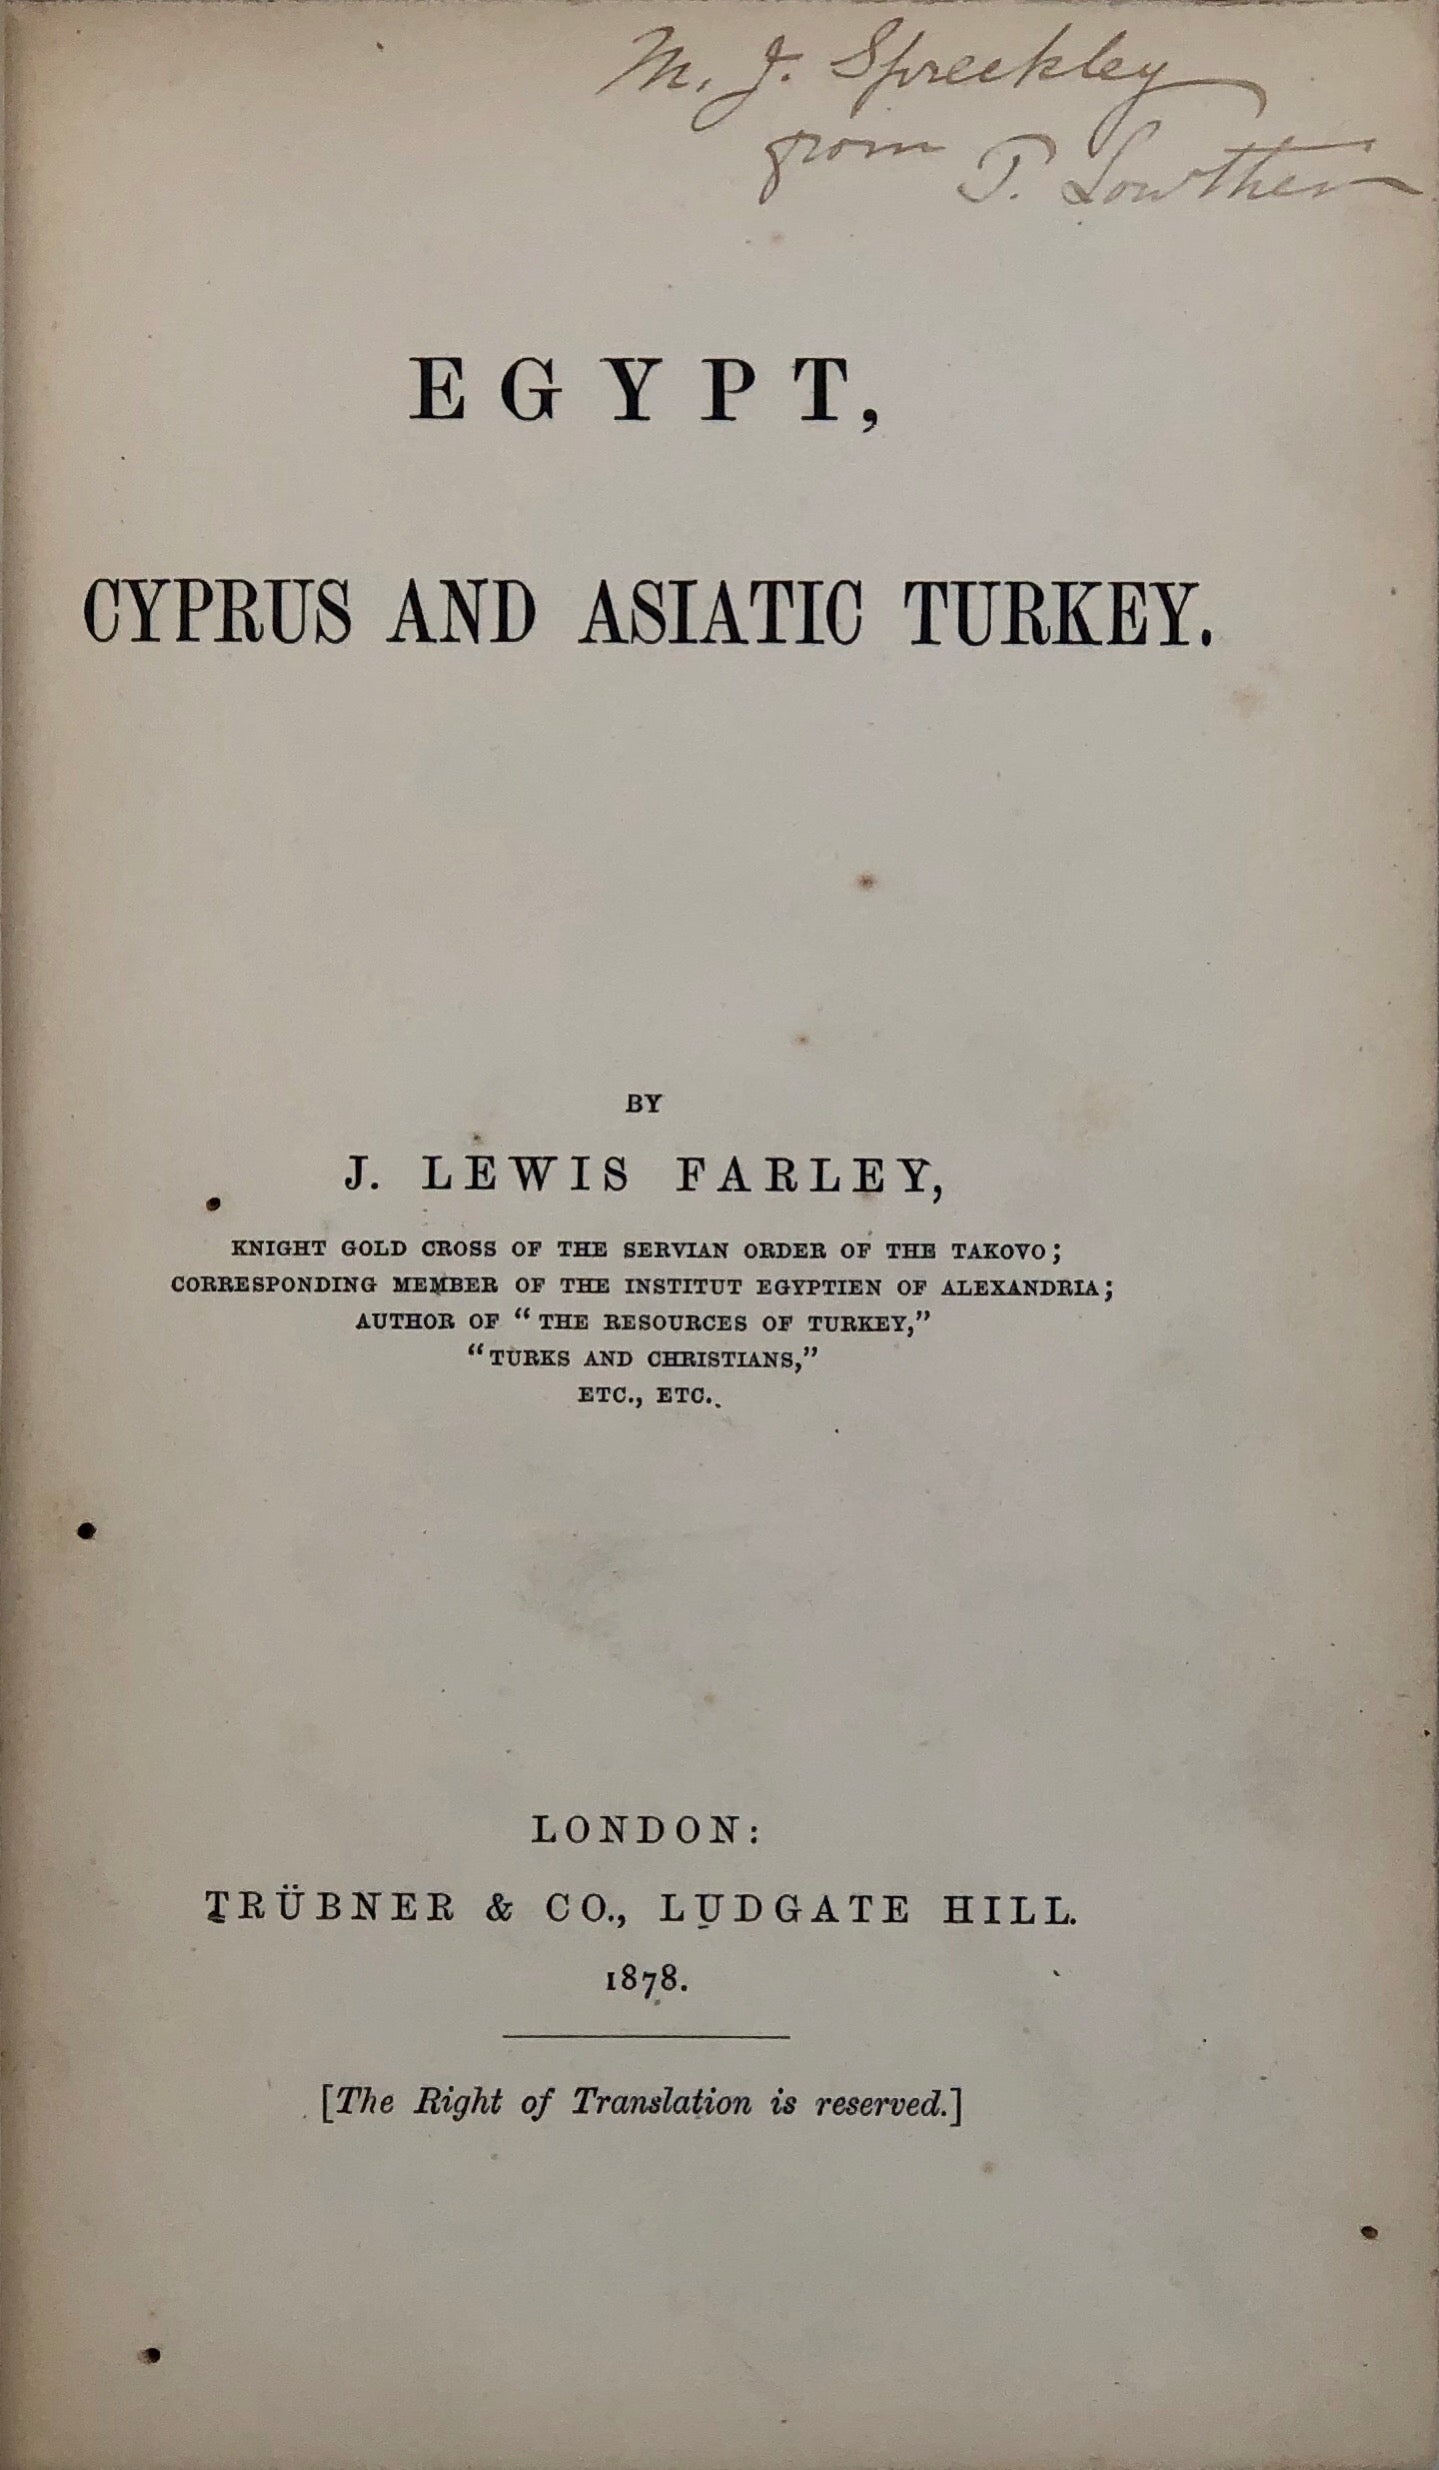 M. J. Spreckley
from T. Lowther
EGYPT,
CYPRUS AND ASIATIC TURKEY.
BY
J. LEWIS FARLEY,
KNIGHT GOLD CROSS OF THE SERVIAN ORDER OF THE TAKOVO;
CORRESPONDING MEMBER OF THE INSTITUT EGYPTIEN OF ALEXANDRIA;
AUTHOR OF “THE RESOURCES OF TURKEY,”
“TURKS AND CHRISTIANS,”
ETC., ETC.
LONDON:
TRÜBNER & CO., LUDGATE HILL.
1878.
[The Right of Translation is reserved.]